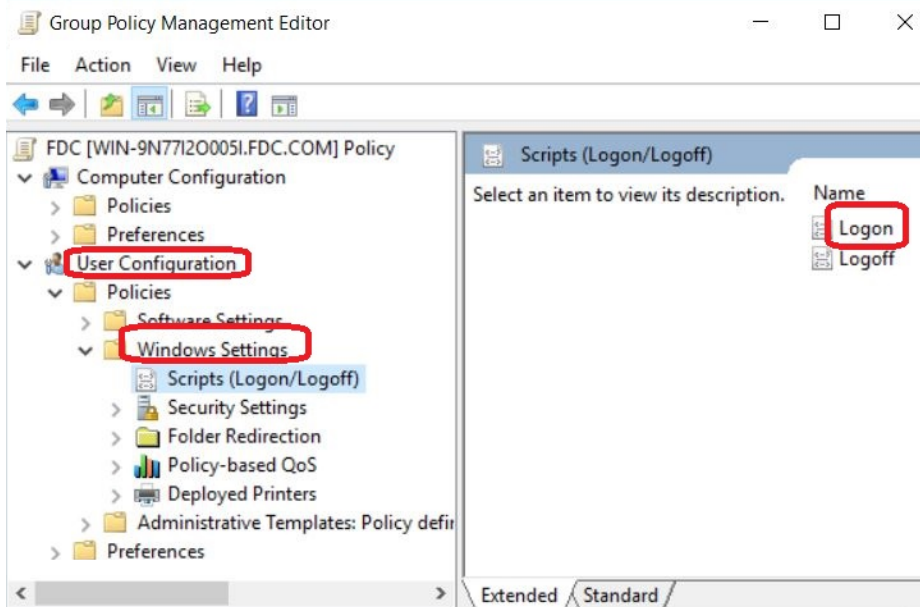 Group Policy Management Editor
File Action View Help
FDC [WIN-9N77I2O005I.FDC.COM] Policy
Computer Configuration
Policies
Preferences
User Configuration
Policies
Software Settings
Windows Settings
Scripts (Logon/Logoff)
Security Settings
Folder Redirection
Policy-based QoS
Deployed Printers
Administrative Templates: Policy defir
Preferences
Scripts (Logon/Logoff)
Select an item to view its description.
Name
Logon
Logoff
Extended Standard